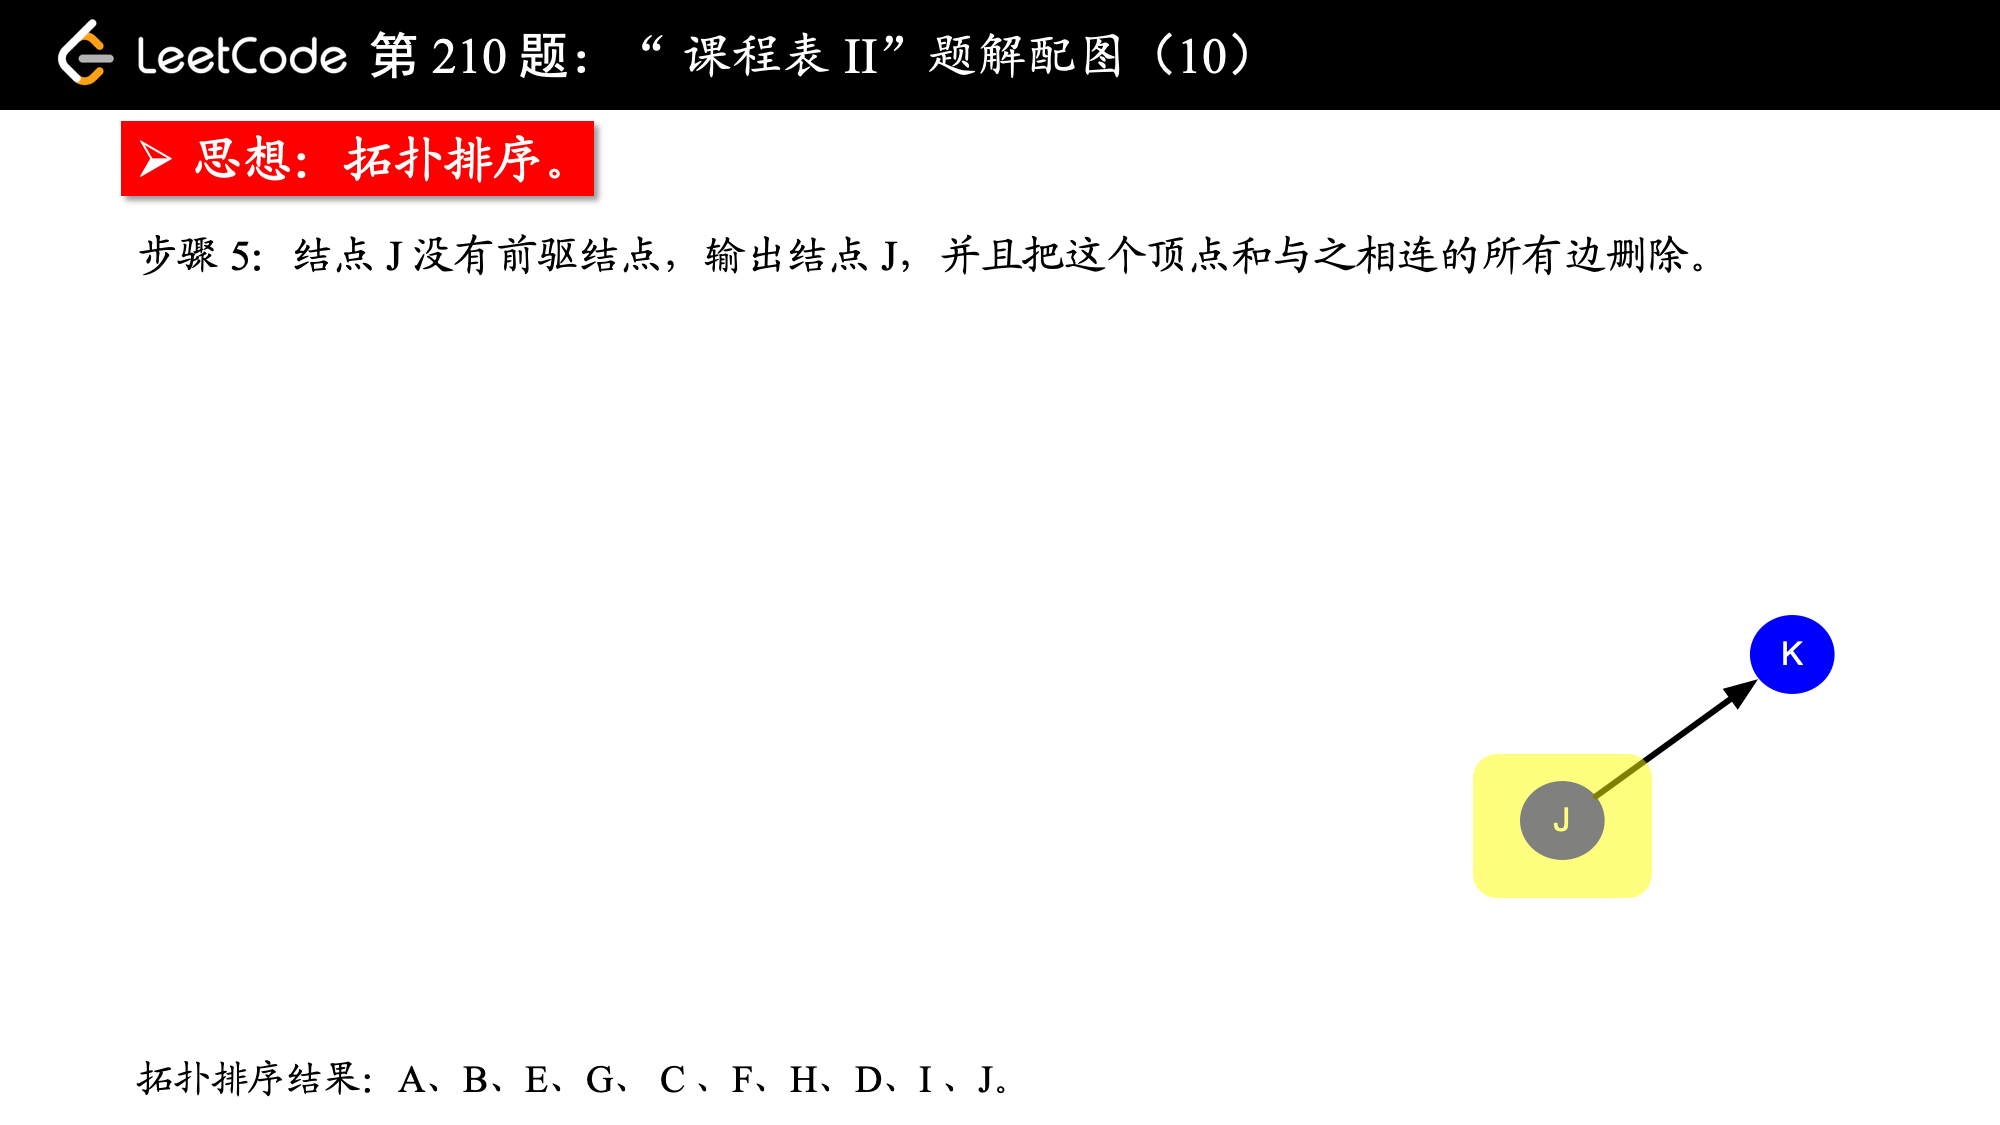 LeetCode 第 210 题：“课程表 II”题解配图（10）
➢ 思想：拓扑排序。
步骤 5：结点 J 没有前驱结点，输出结点 J，并且把这个顶点和与之相连的所有边删除。
K
J
拓扑排序结果：A、B、E、G、C、F、H、D、I、J。